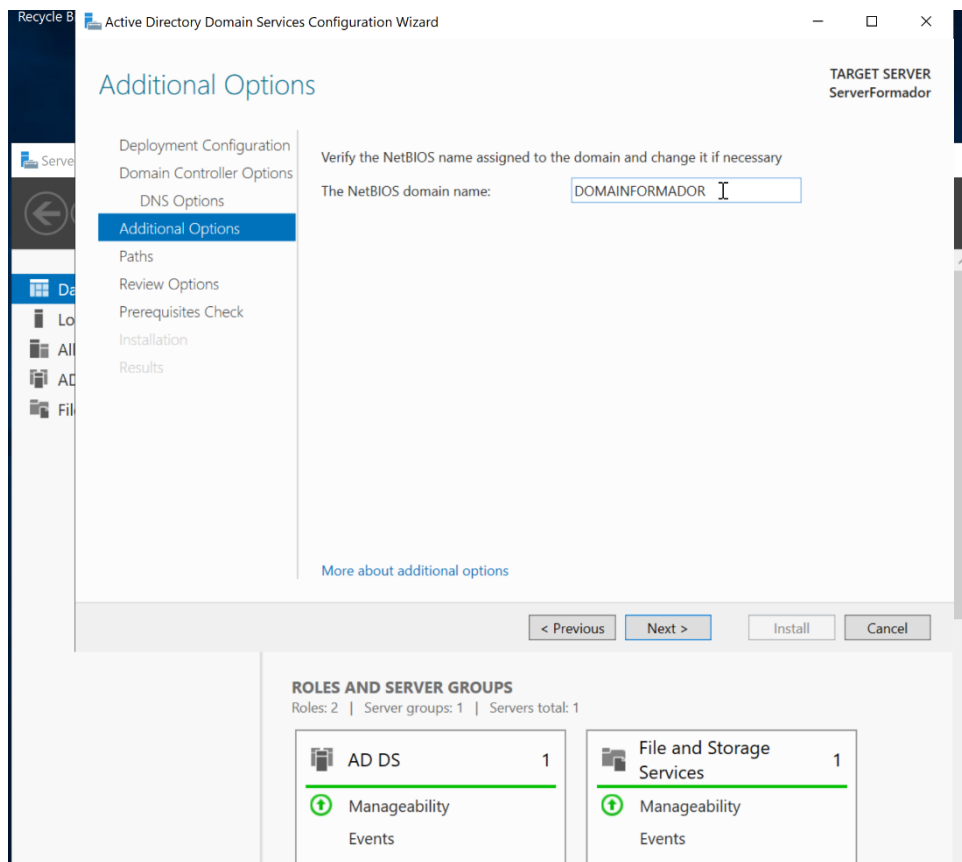 Recycle B
Active Directory Domain Services Configuration Wizard
Additional Options
TARGET SERVER
ServerFormador
Deployment Configuration
Domain Controller Options
DNS Options
Additional Options
Paths
Review Options
Prerequisites Check
Installation
Results
Verify the NetBIOS name assigned to the domain and change it if necessary
The NetBIOS domain name: DOMAINFORMADOR
More about additional options
< Previous Next > Install Cancel
Serve
Da
Lo
All
AD
Fil
ROLES AND SERVER GROUPS
Roles: 2 | Server groups: 1 | Servers total: 1
AD DS 1
Manageability
Events
File and Storage
Services 1
Manageability
Events